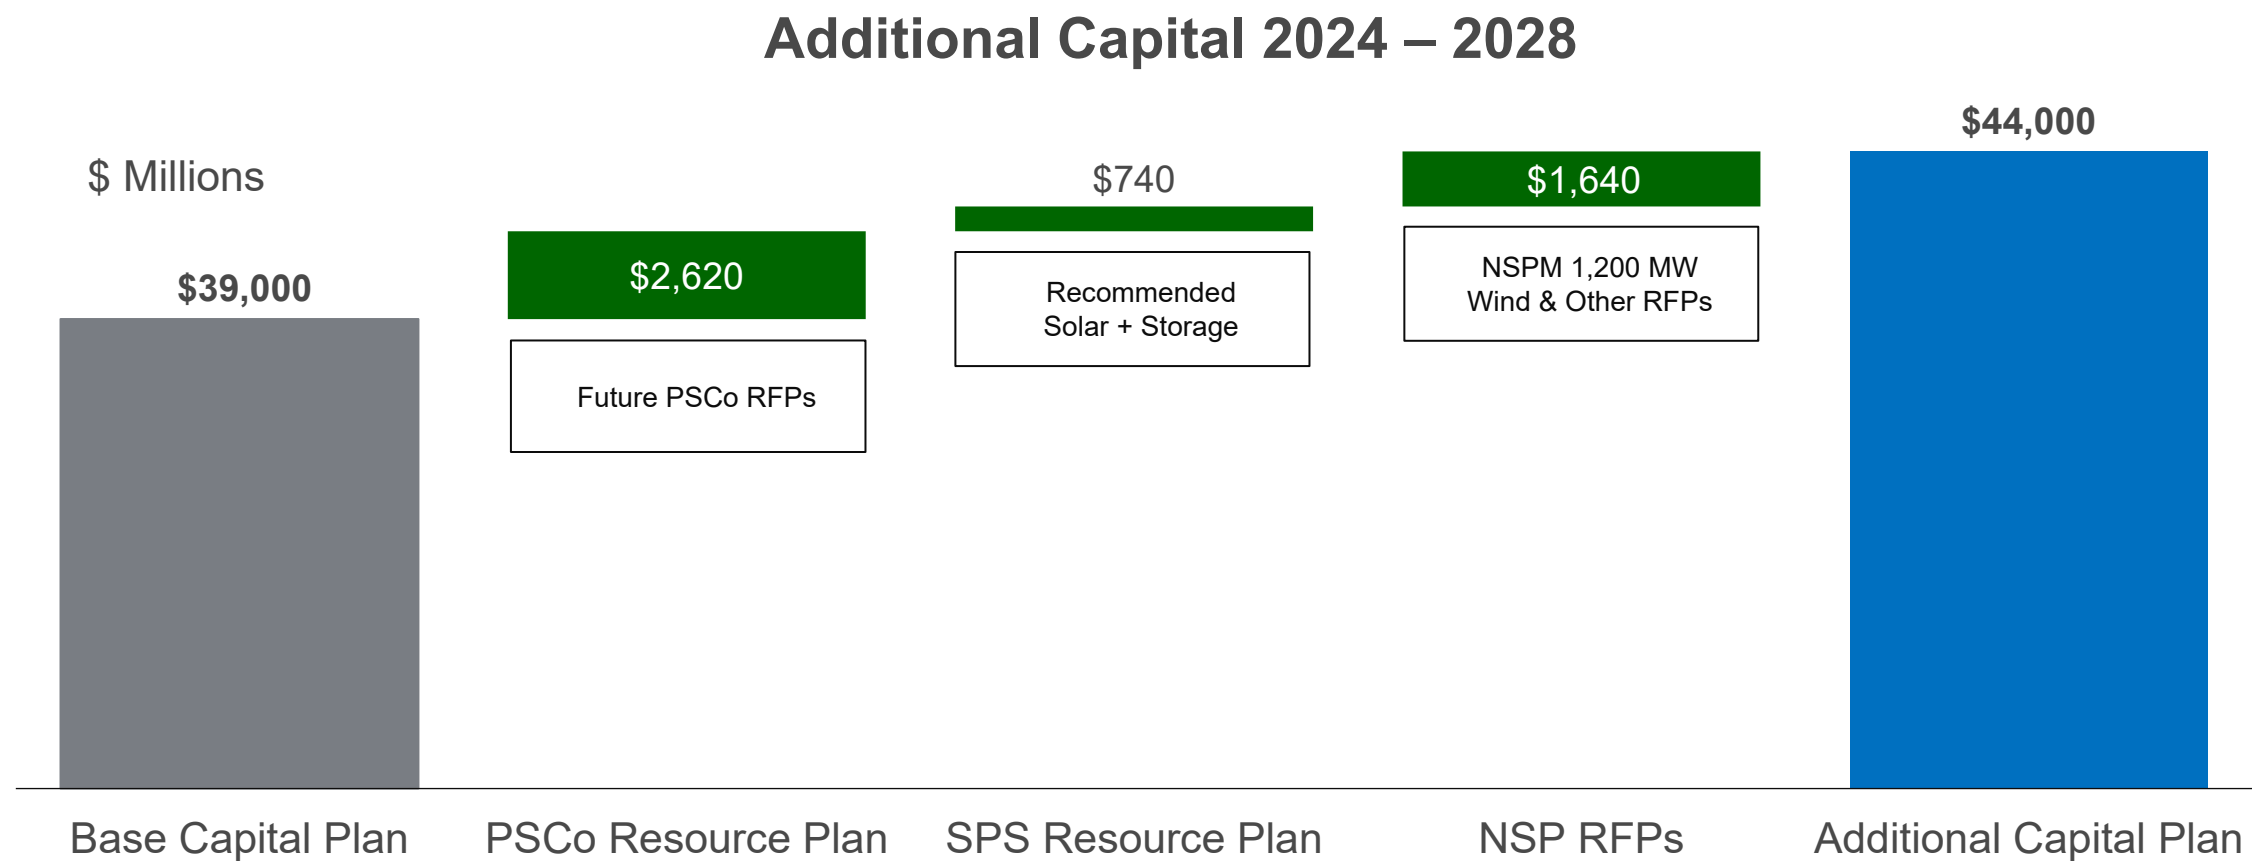 Additional Capital 2024 – 2028
$ Millions
$39,000
$2,620
$740
$1,640
$44,000
Future PSCo RFPs
Recommended
Solar + Storage
NSPM 1,200 MW
Wind & Other RFPs
Base Capital Plan
PSCo Resource Plan
SPS Resource Plan
NSP RFPs
Additional Capital Plan